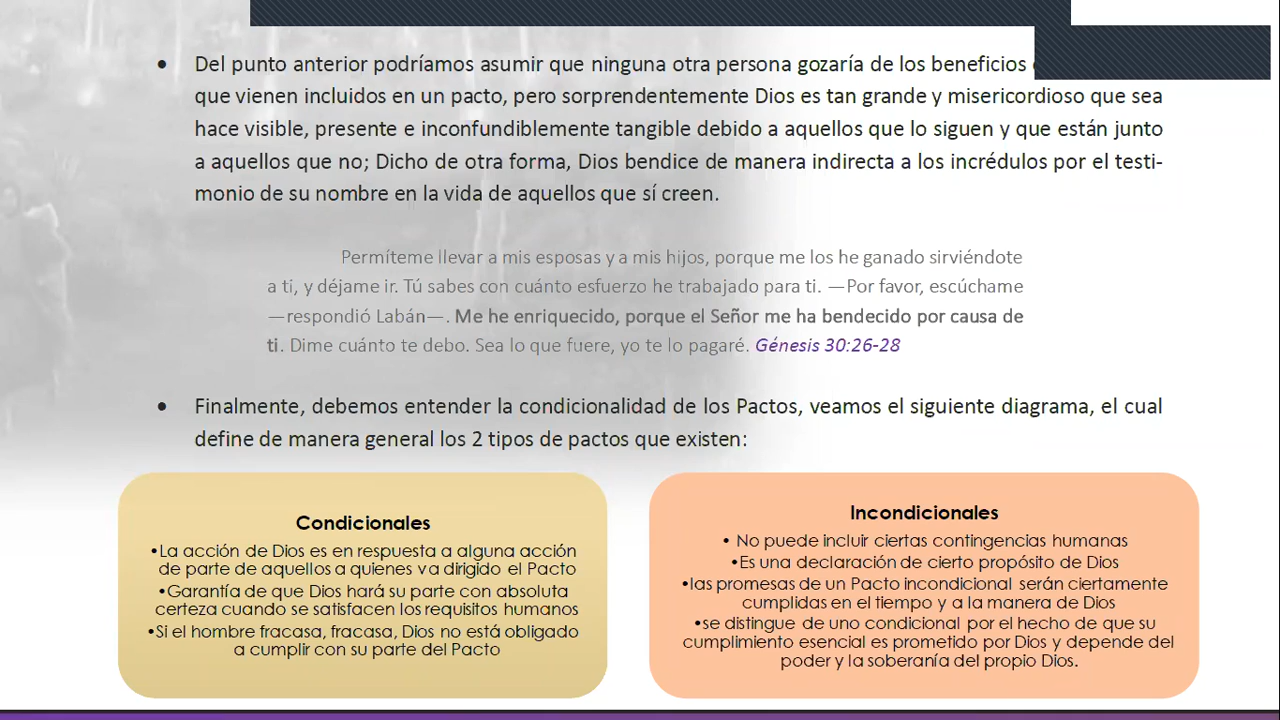 • Del punto anterior podríamos asumir que ninguna otra persona gozaría de los beneficios
que vienen incluidos en un pacto, pero sorprendentemente Dios es tan grande y misericordioso que sea
hace visible, presente e inconfundiblemente tangible debido a aquellos que lo siguen y que están junto
a aquellos que no; Dicho de otra forma, Dios bendice de manera indirecta a los incrédulos por el testi-
monio de su nombre en la vida de aquellos que sí creen.
Permíteme llevar a mis esposas y a mis hijos, porque me los he ganado sirviéndote
a ti, y déjame ir. Tú sabes con cuánto esfuerzo he trabajado para ti. —Por favor, escúchame
—respondió Labán—. Me he enriquecido, porque el Señor me ha bendecido por causa de
ti. Dime cuánto te debo. Sea lo que fuere, yo te lo pagaré. Génesis 30:26-28
• Finalmente, debemos entender la condicionalidad de los Pactos, veamos el siguiente diagrama, el cual
define de manera general los 2 tipos de pactos que existen:
Condicionales
•La acción de Dios es en respuesta a alguna acción
de parte de aquellos a quienes va dirigido el Pacto
•Garantía de que Dios hará su parte con absoluta
certeza cuando se satisfacen los requisitos humanos
•Si el hombre fracasa, fracasa, Dios no está obligado
a cumplir con su parte del Pacto
Incondicionales
• No puede incluir ciertas contingencias humanas
•Es una declaración de cierto propósito de Dios
•las promesas de un Pacto incondicional serán ciertamente
cumplidas en el tiempo y a la manera de Dios
•se distingue de uno condicional por el hecho de que su
cumplimiento esencial es prometido por Dios y depende del
poder y la soberanía del propio Dios.